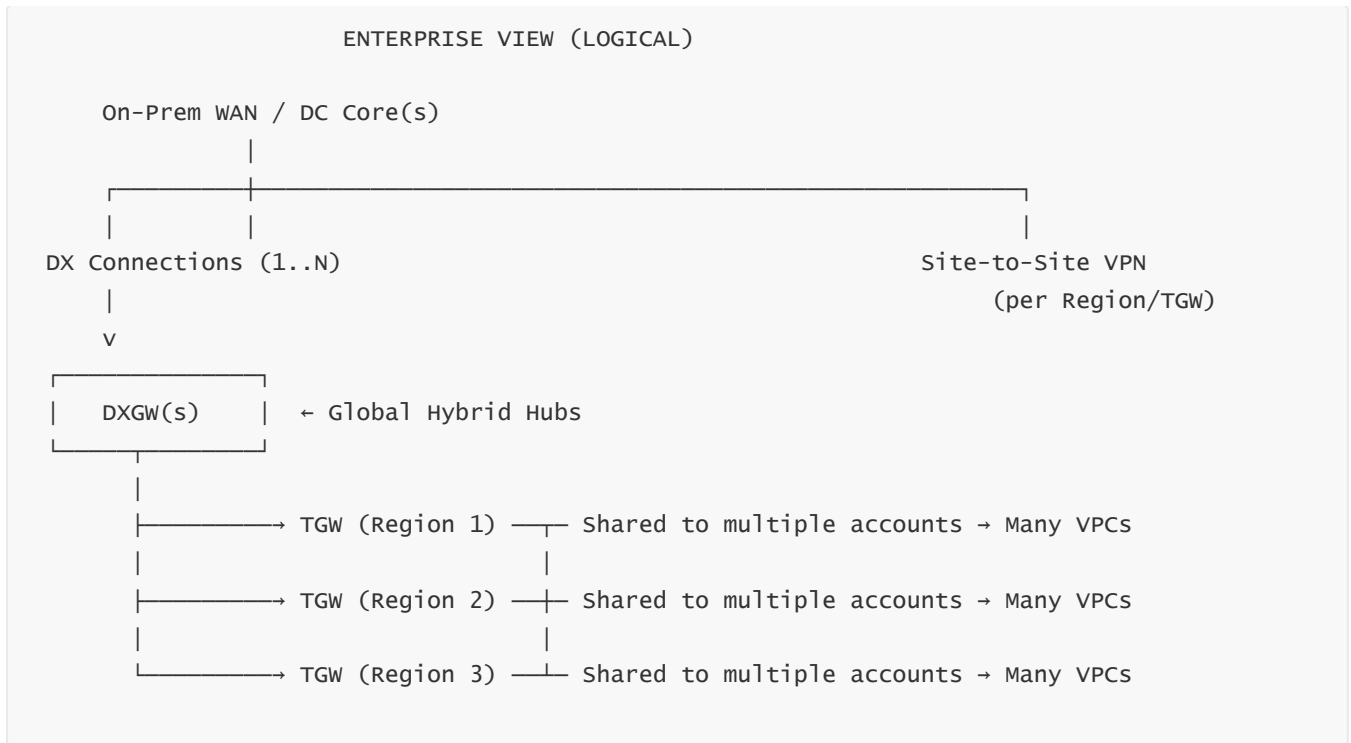 ENTERPRISE VIEW (LOGICAL)
On-Prem WAN / DC Core(s)
DX Connections (1..N) Site-to-Site VPN
(per Region/TGW)
v
DXGW(s) ← Global Hybrid Hubs
→ TGW (Region 1) Shared to multiple accounts → Many VPCs
→ TGW (Region 2) Shared to multiple accounts → Many VPCs
→ TGW (Region 3) Shared to multiple accounts → Many VPCs